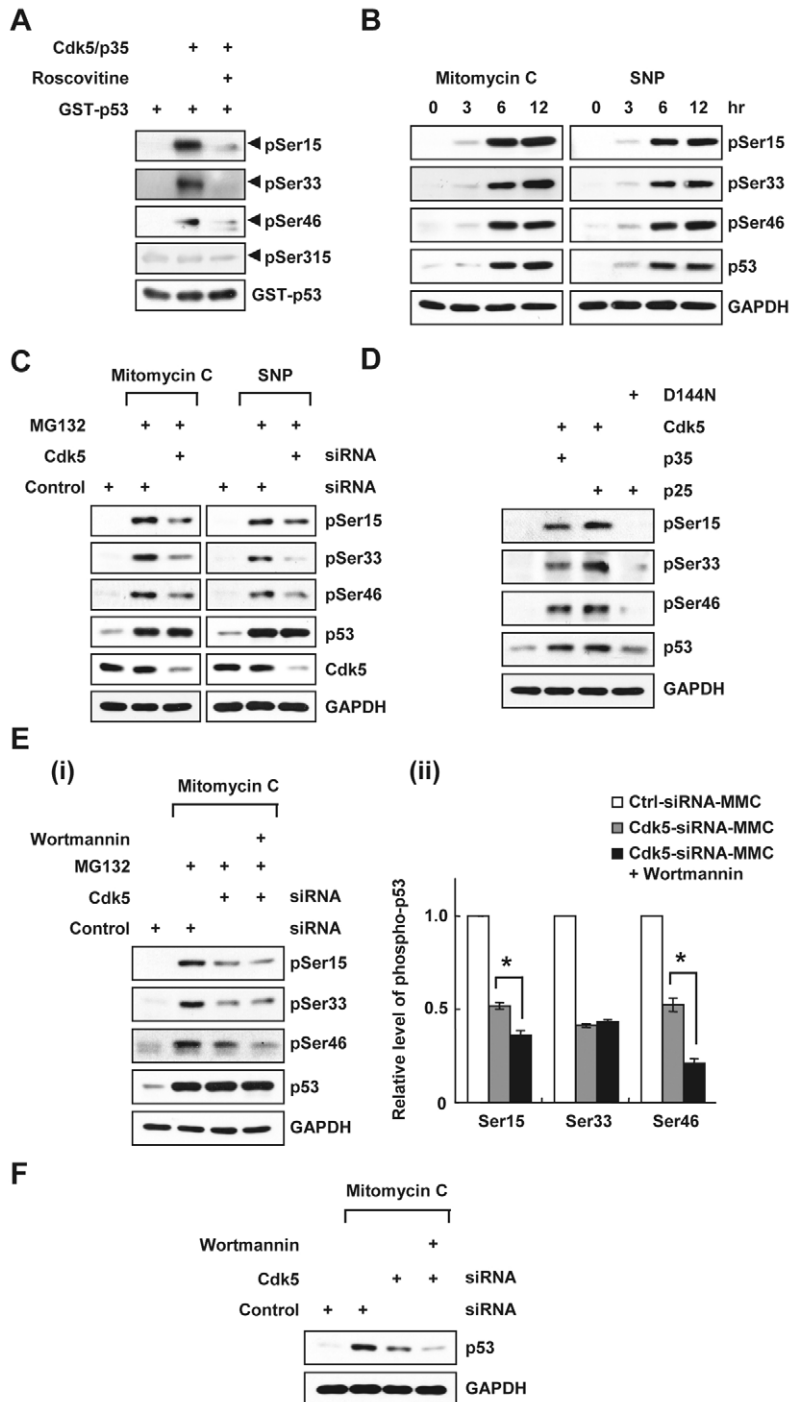 A
Cdk5/p35 + +
Roscovitine +
GST-p53 + + +
pSer15
pSer33
pSer46
pSer315
GST-p53
B
Mitomycin C SNP
0 3 6 12 0 3 6 12 hr
pSer15
pSer33
pSer46
p53
GAPDH
C
Mitomycin C SNP
MG132 + + + +
Cdk5 + + siRNA
Control + + + + siRNA
pSer15
pSer33
pSer46
p53
Cdk5
GAPDH
D
+ D144N
+ + Cdk5
+ p35
+ + p25
pSer15
pSer33
pSer46
p53
GAPDH
E
(i)
Mitomycin C
Wortmannin +
MG132 + + +
Cdk5 + + siRNA
Control + + siRNA
pSer15
pSer33
pSer46
p53
GAPDH
(ii)
Ctrl-siRNA-MMC
Cdk5-siRNA-MMC
Cdk5-siRNA-MMC
+ Wortmannin
Relative level of phospho-p53
1.0
0.5
0
* *
Ser15 Ser33 Ser46
F
Mitomycin C
Wortmannin +
Cdk5 + + siRNA
Control + + siRNA
p53
GAPDH